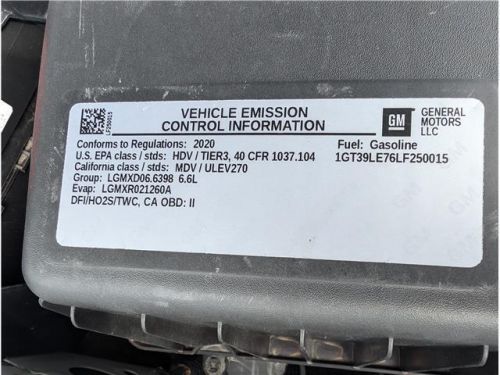 LF250015
VEHICLE EMISSION
CONTROL INFORMATION
GM
GENERAL
MOTORS
LLC
Conforms to Regulations: 2020
Fuel: Gasoline
U.S. EPA class / stds: HDV / TIER3, 40 CFR 1037.104
1GT39LE76LF250015
California class / stds: MDV / ULEV270
Group: LGMXD06.6398 6.6L
Evap: LGMXR021260A
DFI/HO2S/TWC, CA OBD: II